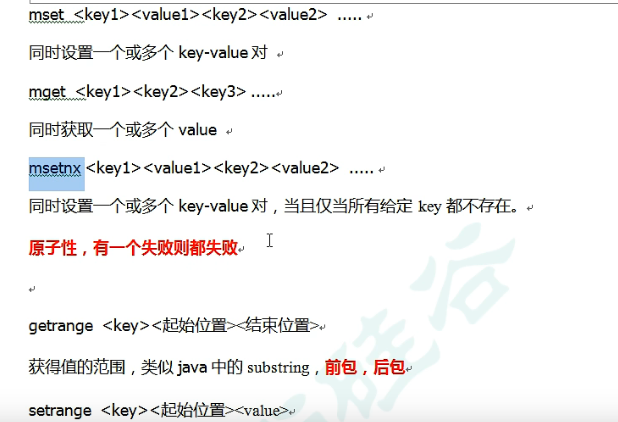 mset <key1><value1><key2><value2> .....
同时设置一个或多个 key-value 对
mget <key1><key2><key3> .....
同时获取一个或多个 value
msetnx <key1><value1><key2><value2> .....
同时设置一个或多个 key-value 对，当且仅当所有给定 key 都不存在。
原子性，有一个失败则都失败
getrange <key><起始位置><结束位置>
获得值的范围，类似 java 中的 substring，前包，后包
setrange <key><起始位置><value>
硅谷